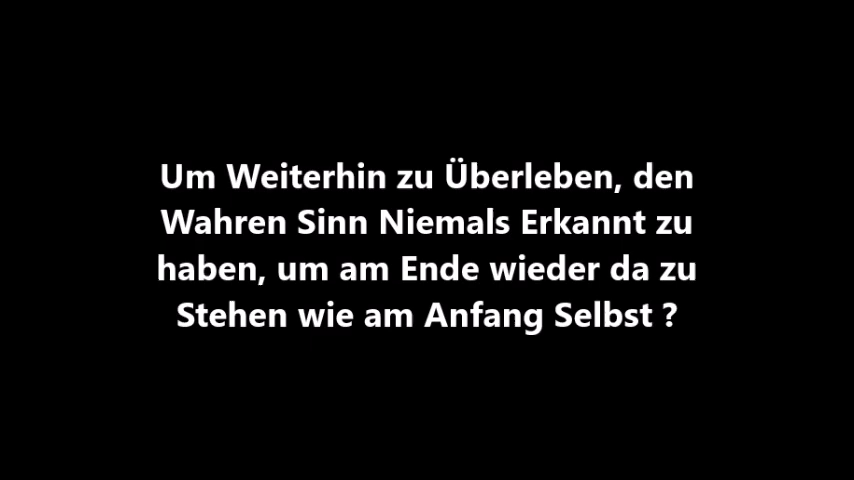 Um Weiterhin zu Überleben, den
Wahren Sinn Niemals Erkannt zu
haben, um am Ende wieder da zu
Stehen wie am Anfang Selbst ?